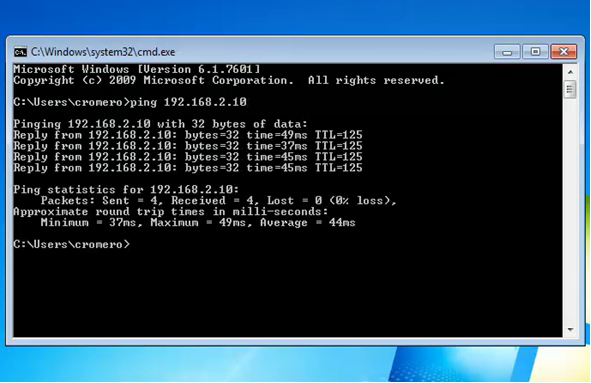 C:\Windows\system32\cmd.exe
Microsoft Windows [Version 6.1.7601]
Copyright (c) 2009 Microsoft Corporation.  All rights reserved.
C:\Users\cromero>ping 192.168.2.10
Pinging 192.168.2.10 with 32 bytes of data:
Reply from 192.168.2.10: bytes=32 time=49ms TTL=125
Reply from 192.168.2.10: bytes=32 time=37ms TTL=125
Reply from 192.168.2.10: bytes=32 time=45ms TTL=125
Reply from 192.168.2.10: bytes=32 time=45ms TTL=125
Ping statistics for 192.168.2.10:
    Packets: Sent = 4, Received = 4, Lost = 0 (0% loss),
Approximate round trip times in milli-seconds:
    Minimum = 37ms, Maximum = 49ms, Average = 44ms
C:\Users\cromero>